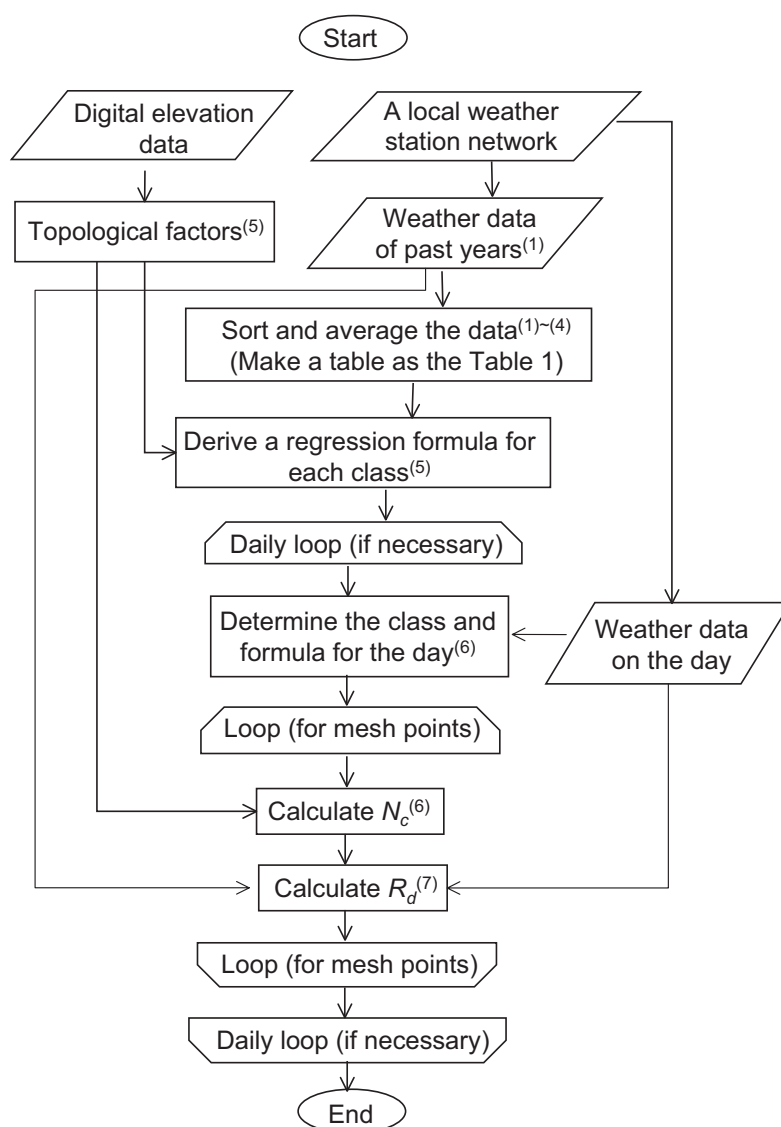 Start
Digital elevation
data
A local weather
station network
Topological factors(5)
Weather data
of past years(1)
Sort and average the data(1)~(4)
(Make a table as the Table 1)
Derive a regression formula for
each class(5)
Daily loop (if necessary)
Determine the class and
formula for the day(6)
Weather data
on the day
Loop (for mesh points)
Calculate Nc(6)
Calculate Rd(7)
Loop (for mesh points)
Daily loop (if necessary)
End